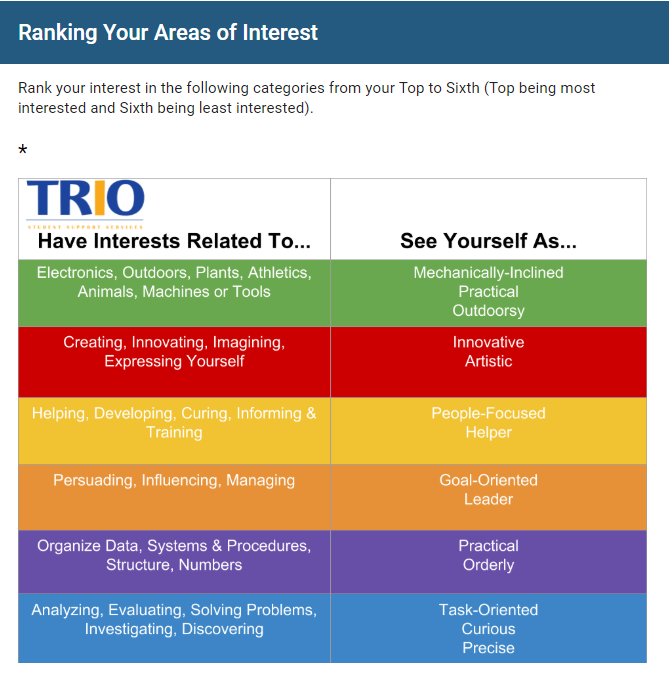 Ranking Your Areas of Interest
Rank your interest in the following categories from your Top to Sixth (Top being most
interested and Sixth being least interested).
*
TRIO
STUDENT SUPPORT SERVICES
Have Interests Related To...
See Yourself As...
Electronics, Outdoors, Plants, Athletics,
Animals, Machines or Tools
Mechanically-Inclined
Practical
Outdoorsy
Creating, Innovating, Imagining,
Expressing Yourself
Innovative
Artistic
Helping, Developing, Curing, Informing &
Training
People-Focused
Helper
Persuading, Influencing, Managing
Goal-Oriented
Leader
Organize Data, Systems & Procedures,
Structure, Numbers
Practical
Orderly
Analyzing, Evaluating, Solving Problems,
Investigating, Discovering
Task-Oriented
Curious
Precise